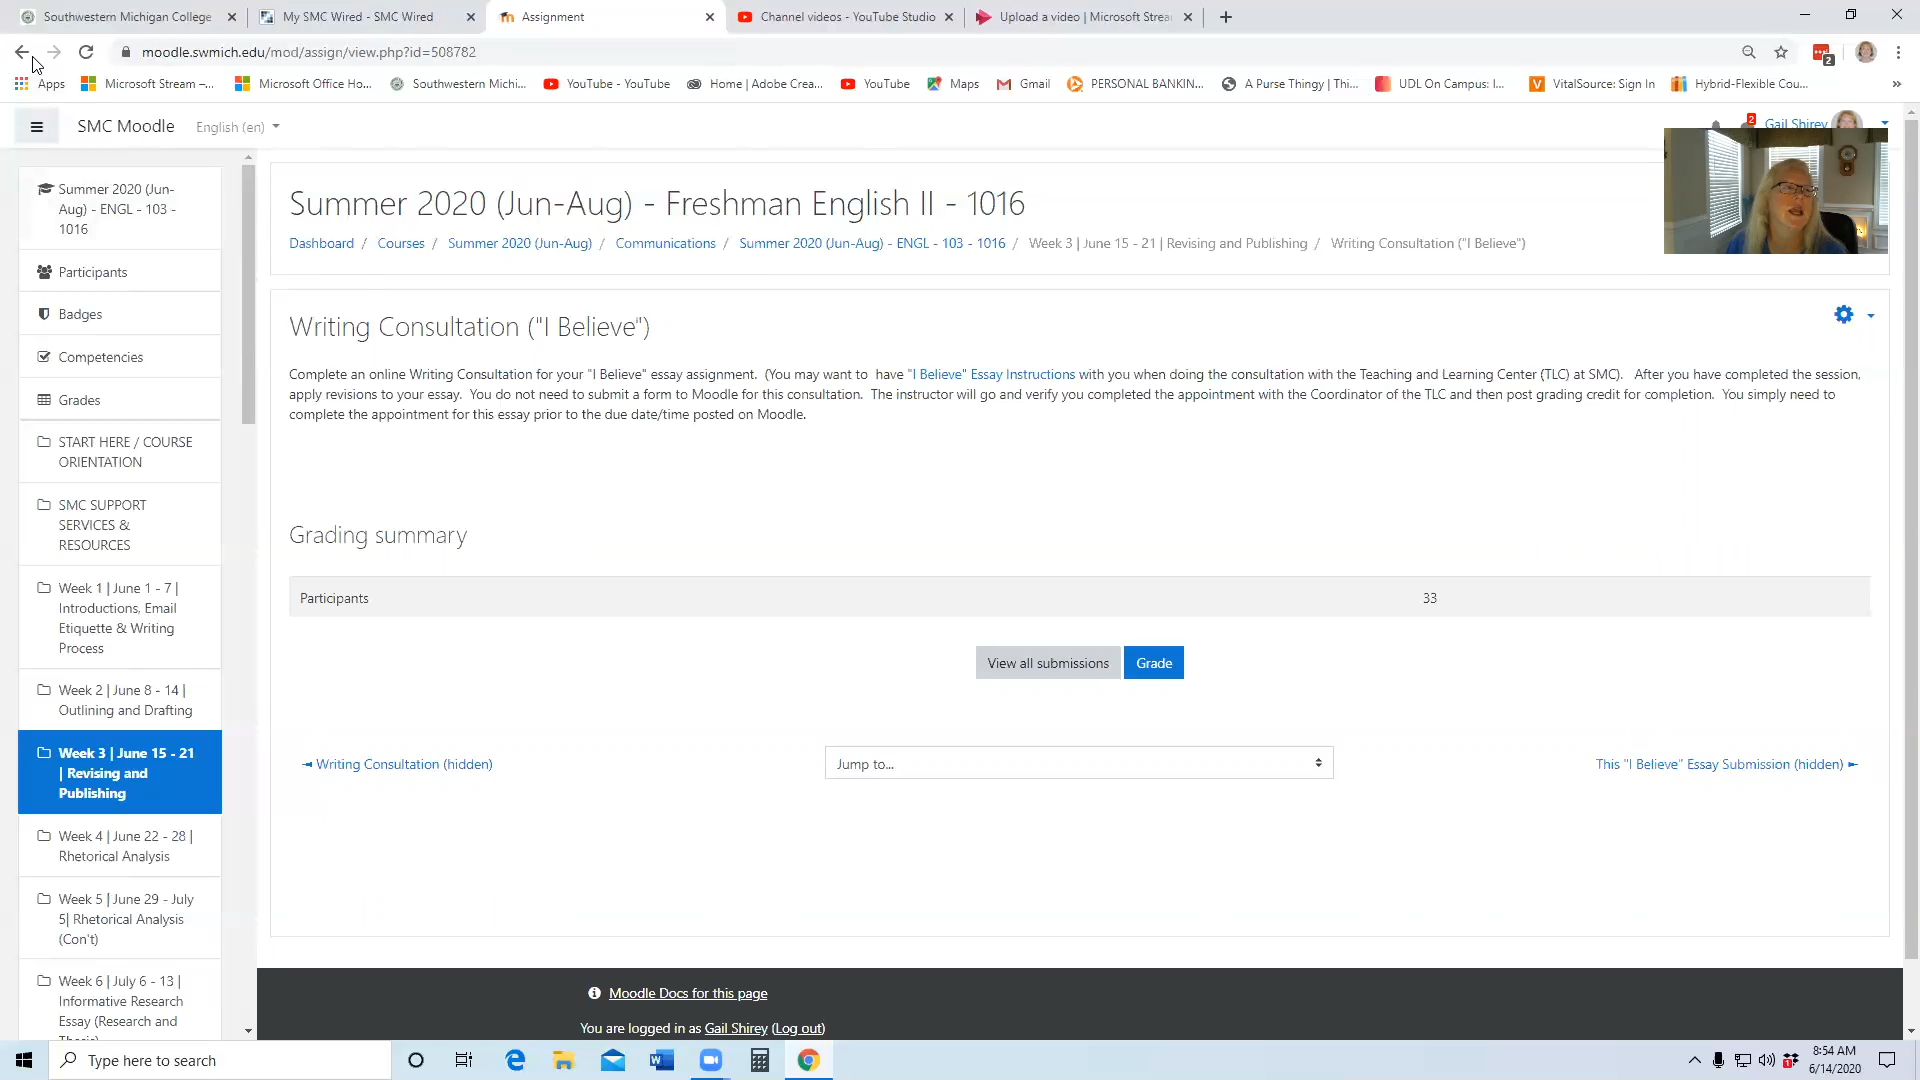 Southwestern Michigan College
My SMC Wired - SMC Wired
Assignment
Channel videos - YouTube Studio
Upload a video | Microsoft Strea
moodle.swmich.edu/mod/assign/view.php?id=508782
2
Apps
Microsoft Stream –...
Microsoft Office Ho...
Southwestern Michi...
YouTube - YouTube
Home | Adobe Crea...
YouTube
Maps
Gmail
PERSONAL BANKIN...
A Purse Thingy | Thi...
UDL On Campus: I...
VitalSource: Sign In
Hybrid-Flexible Cou...
SMC Moodle
English (en)
2
Gail Shirey
Summer 2020 (Jun-
Aug) - ENGL - 103 -
1016
Participants
Badges
Competencies
Grades
START HERE / COURSE
ORIENTATION
SMC SUPPORT
SERVICES &
RESOURCES
Week 1 | June 1 - 7 |
Introductions, Email
Etiquette & Writing
Process
Week 2 | June 8 - 14 |
Outlining and Drafting
Week 3 | June 15 - 21
| Revising and
Publishing
Week 4 | June 22 - 28 |
Rhetorical Analysis
Week 5 | June 29 - July
5| Rhetorical Analysis
(Con't)
Week 6 | July 6 - 13 |
Informative Research
Essay (Research and
Summer 2020 (Jun-Aug) - Freshman English II - 1016
Dashboard / Courses / Summer 2020 (Jun-Aug) / Communications / Summer 2020 (Jun-Aug) - ENGL - 103 - 1016 / Week 3 | June 15 - 21 | Revising and Publishing / Writing Consultation ("I Believe")
Writing Consultation ("I Believe")
Complete an online Writing Consultation for your "I Believe" essay assignment. (You may want to have "I Believe" Essay Instructions with you when doing the consultation with the Teaching and Learning Center (TLC) at SMC). After you have completed the session,
apply revisions to your essay. You do not need to submit a form to Moodle for this consultation. The instructor will go and verify you completed the appointment with the Coordinator of the TLC and then post grading credit for completion. You simply need to
complete the appointment for this essay prior to the due date/time posted on Moodle.
Grading summary
Participants 33
View all submissions
Grade
◄ Writing Consultation (hidden)
Jump to...
This "I Believe" Essay Submission (hidden) ►
Moodle Docs for this page
You are logged in as Gail Shirey (Log out)
Type here to search
8:54 AM
6/14/2020